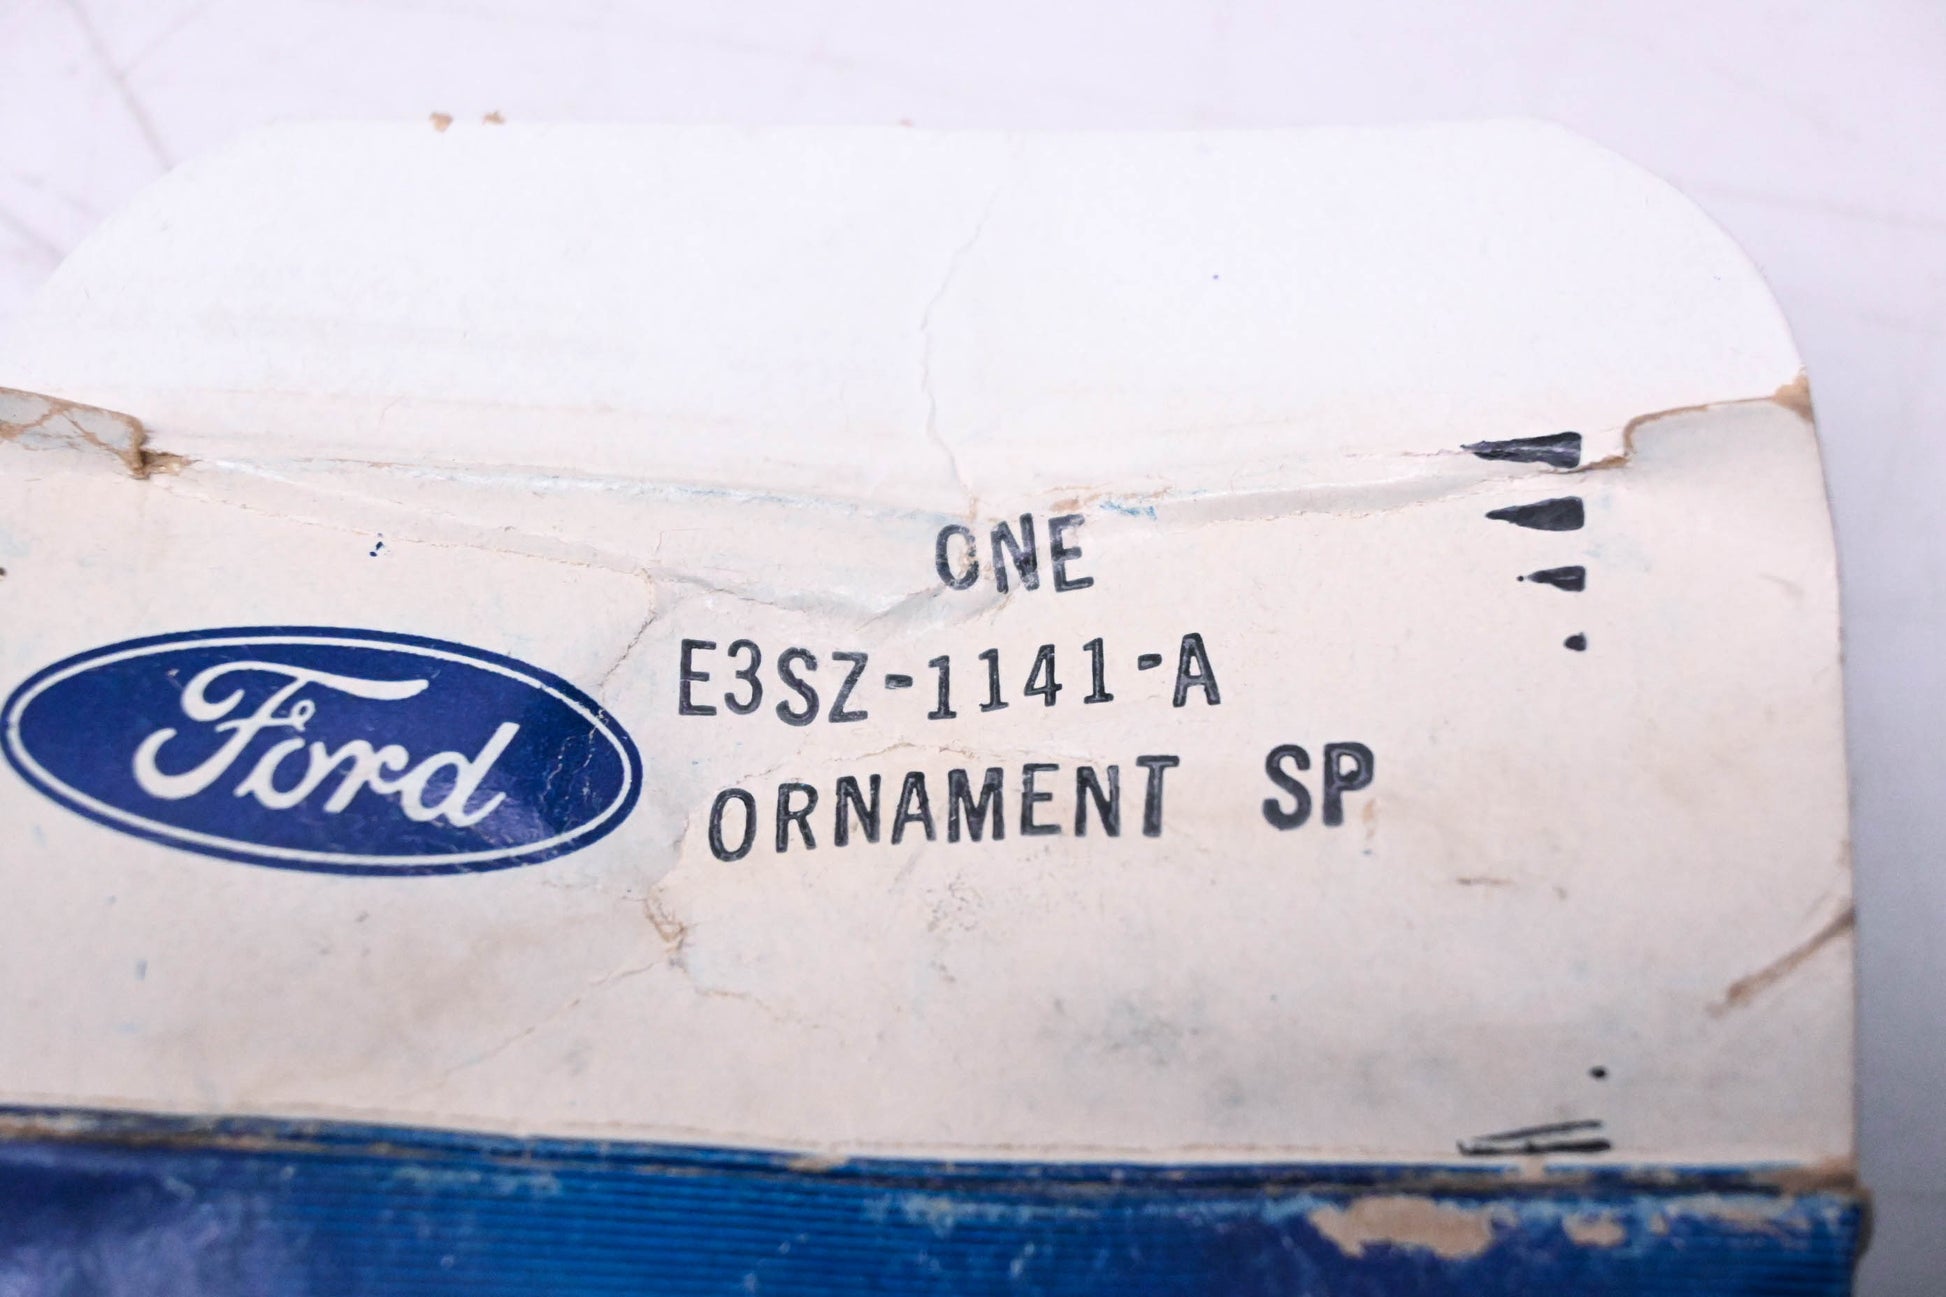 ONE
Ford
E3SZ-1141-A
ORNAMENT SP